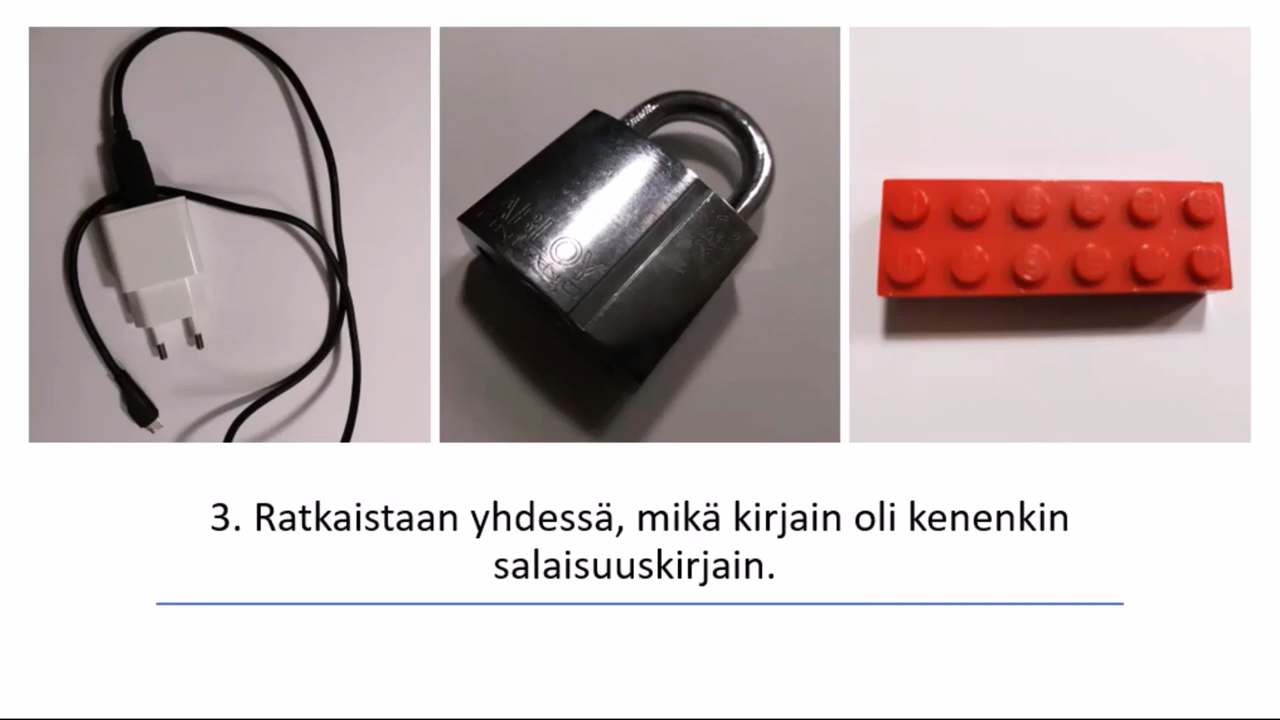 3. Ratkaistaan yhdessä, mikä kirjain oli kenenkin
salaisuuskirjain.